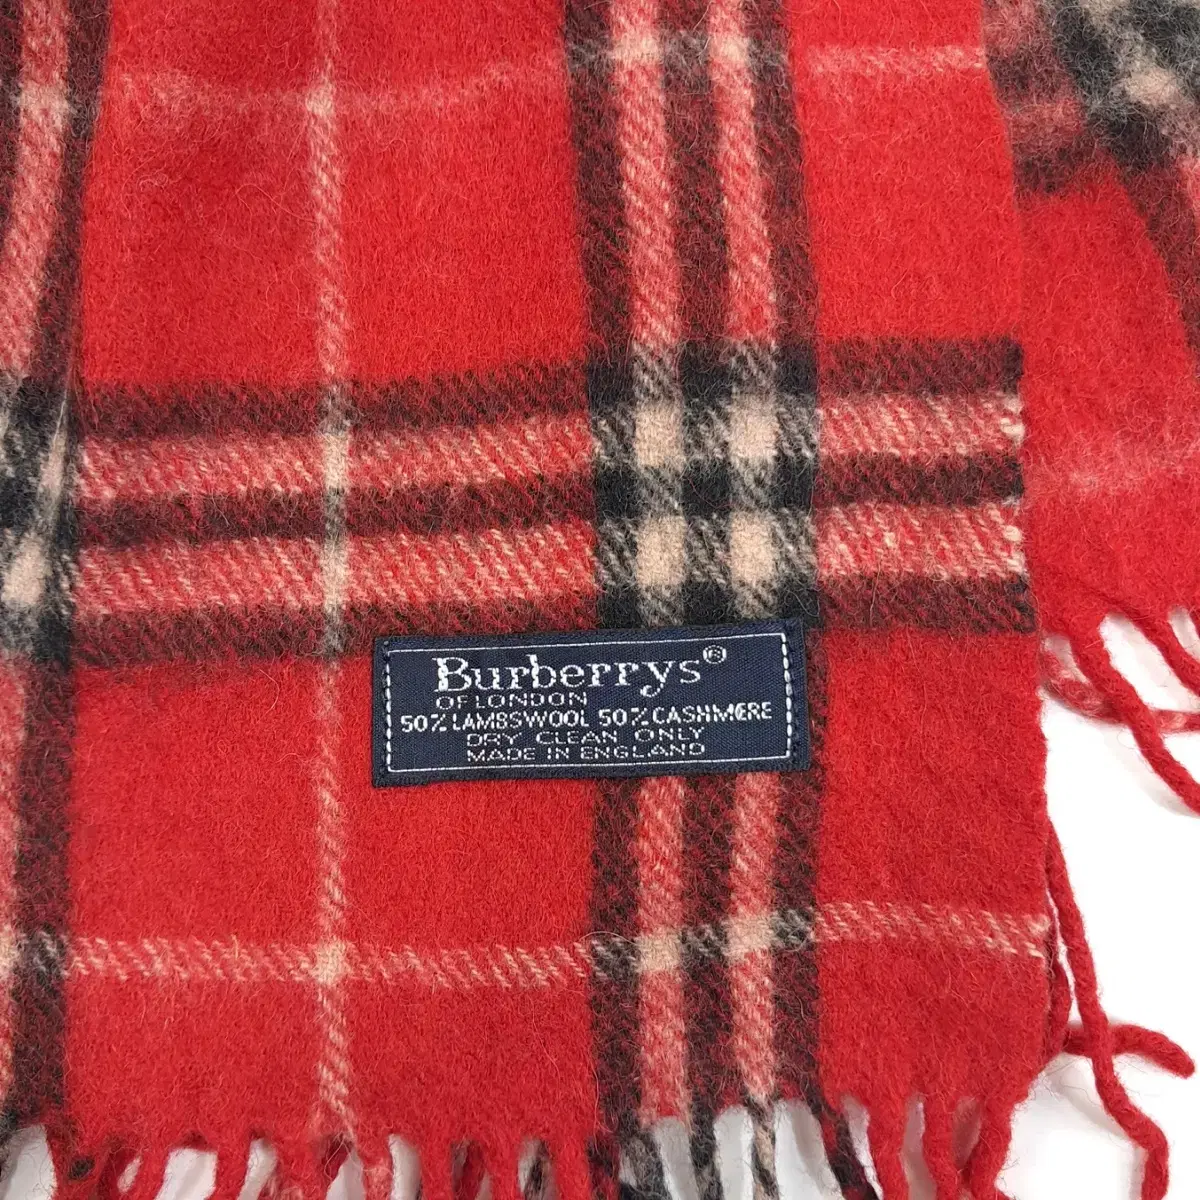 Burberrys®
OF LONDON
50% LAMBSWOOL 50% CASHMERE
DRY CLEAN ONLY
MADE IN ENGLAND